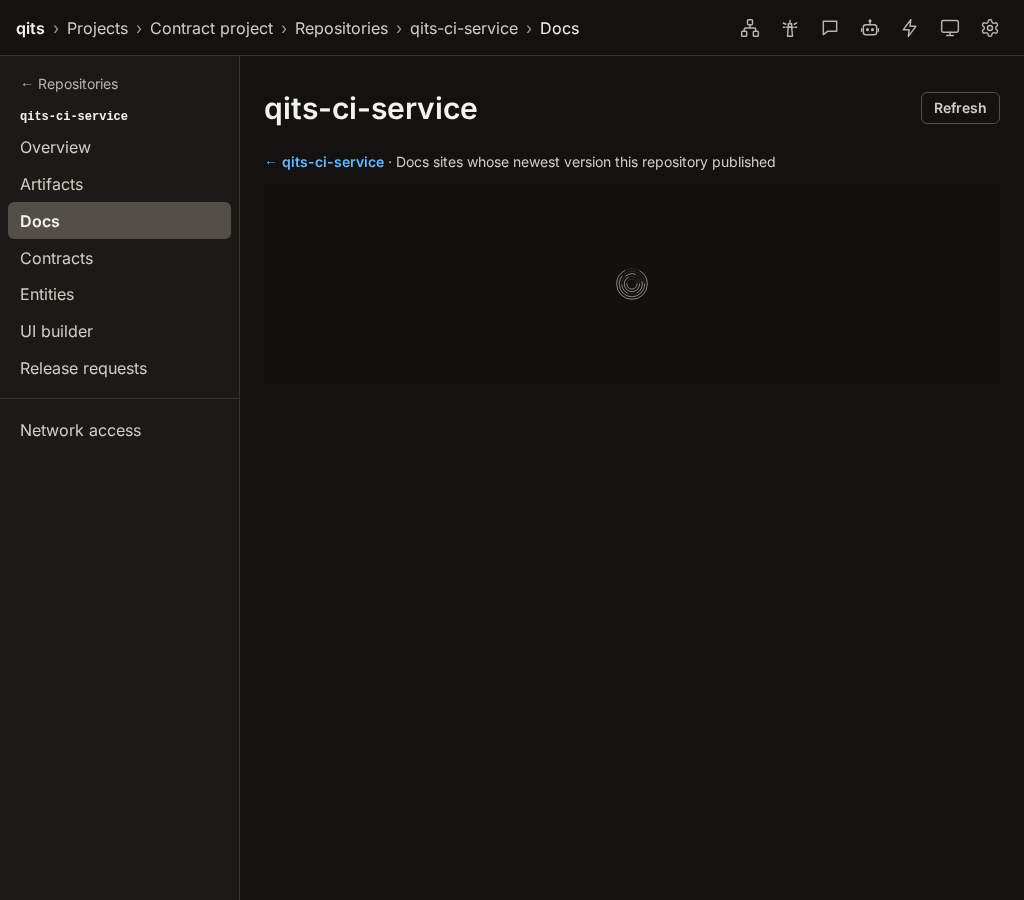 qits › Projects › Contract project › Repositories › qits-ci-service › Docs
← Repositories
qits-ci-service
Overview
Artifacts
Docs
Contracts
Entities
UI builder
Release requests
Network access
qits-ci-service
Refresh
← qits-ci-service · Docs sites whose newest version this repository published